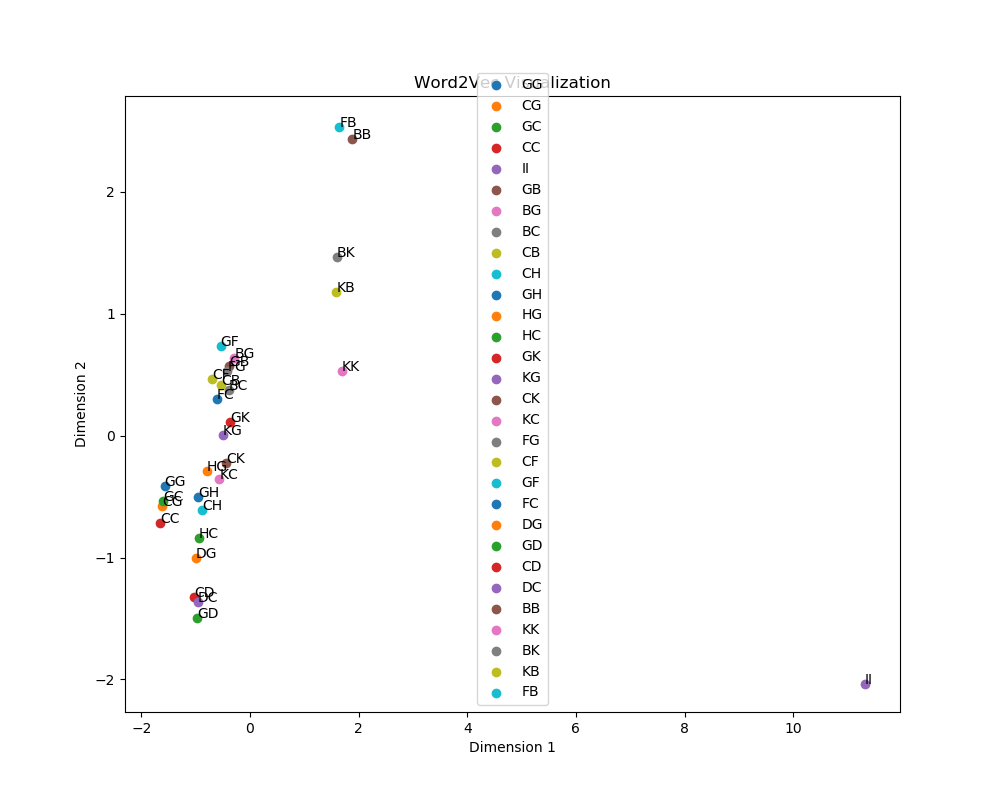 Word2Vec Visualization
GG
CG
GC
CC
II
GB
BG
BC
CB
CH
GH
HG
HC
GK
KG
CK
KC
FG
CF
GF
FC
DG
GD
CD
DC
BB
KK
BK
KB
FB
FB
BB
BK
KB
GF
BG
GB
FG
KK
CF
CB
BC
FC
GK
KG
CK
HG
KC
GG
GH
GC
CG
CH
CC
HC
DG
CD
DC
GD
II
2
1
0
−1
−2
Dimension 2
−2
0
2
4
6
8
10
Dimension 1